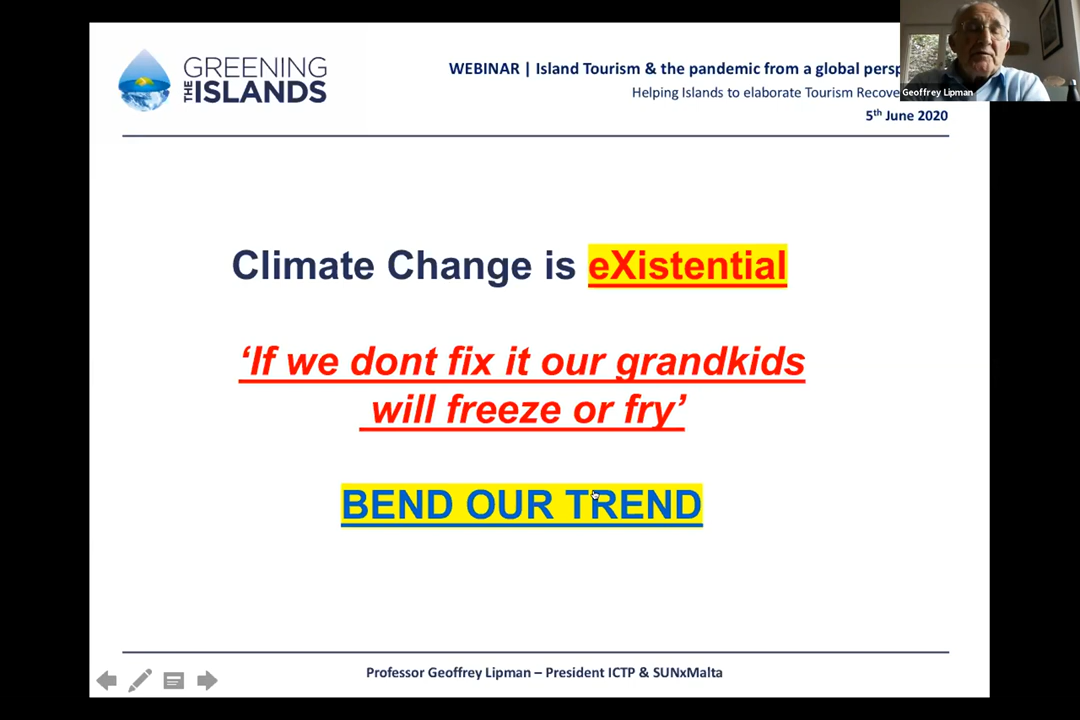 GREENING
THE ISLANDS
WEBINAR | Island Tourism & the pandemic from a global
Helping Islands to elaborate Tourism
5th June 2020
Geoffrey Lipman
Climate Change is eXistential
‘If we dont fix it our grandkids
will freeze or fry’
BEND OUR TREND
Professor Geoffrey Lipman – President ICTP & SUNxMalta